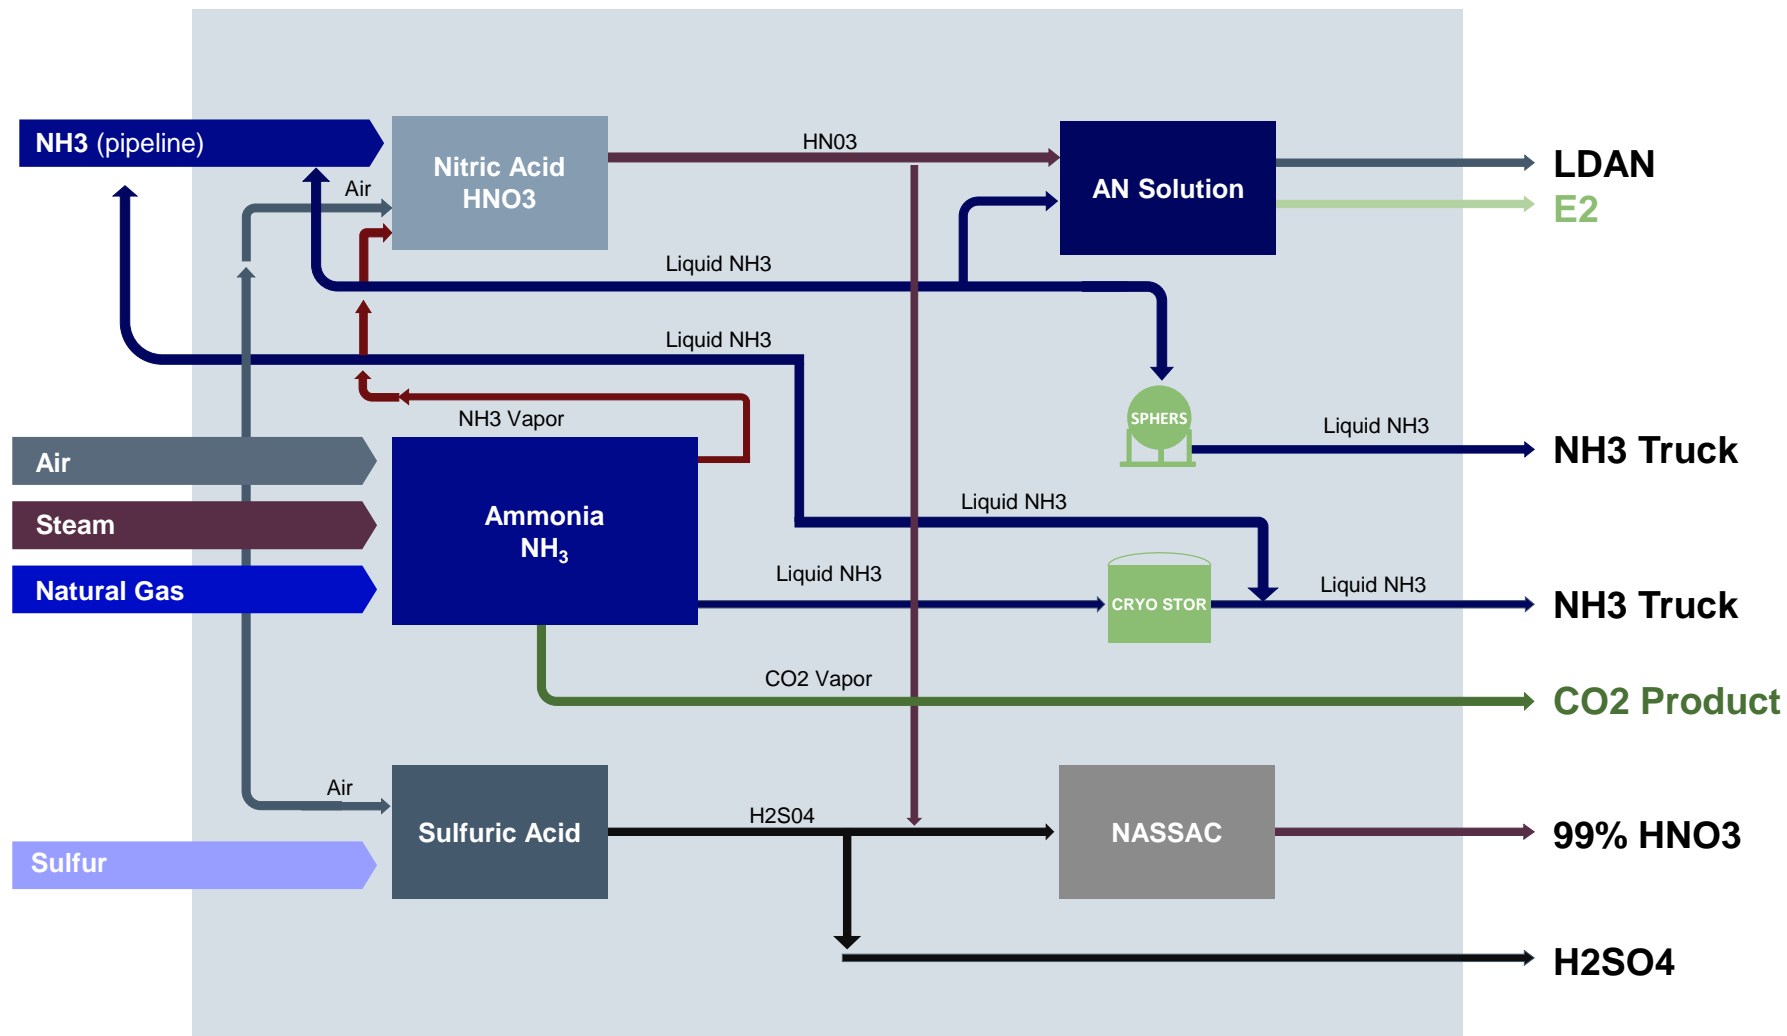 NH3 (pipeline)
Nitric Acid
HNO3
HN03
AN Solution
LDAN
E2
Air
Liquid NH3
Liquid NH3
NH3 Vapor
SPHERS
Liquid NH3
NH3 Truck
Air
Steam
Natural Gas
Ammonia
NH₃
Liquid NH3
Liquid NH3
CRYO STOR
Liquid NH3
NH3 Truck
CO2 Vapor
CO2 Product
Air
Sulfur
Sulfuric Acid
H2S04
NASSAC
99% HNO3
H2SO4